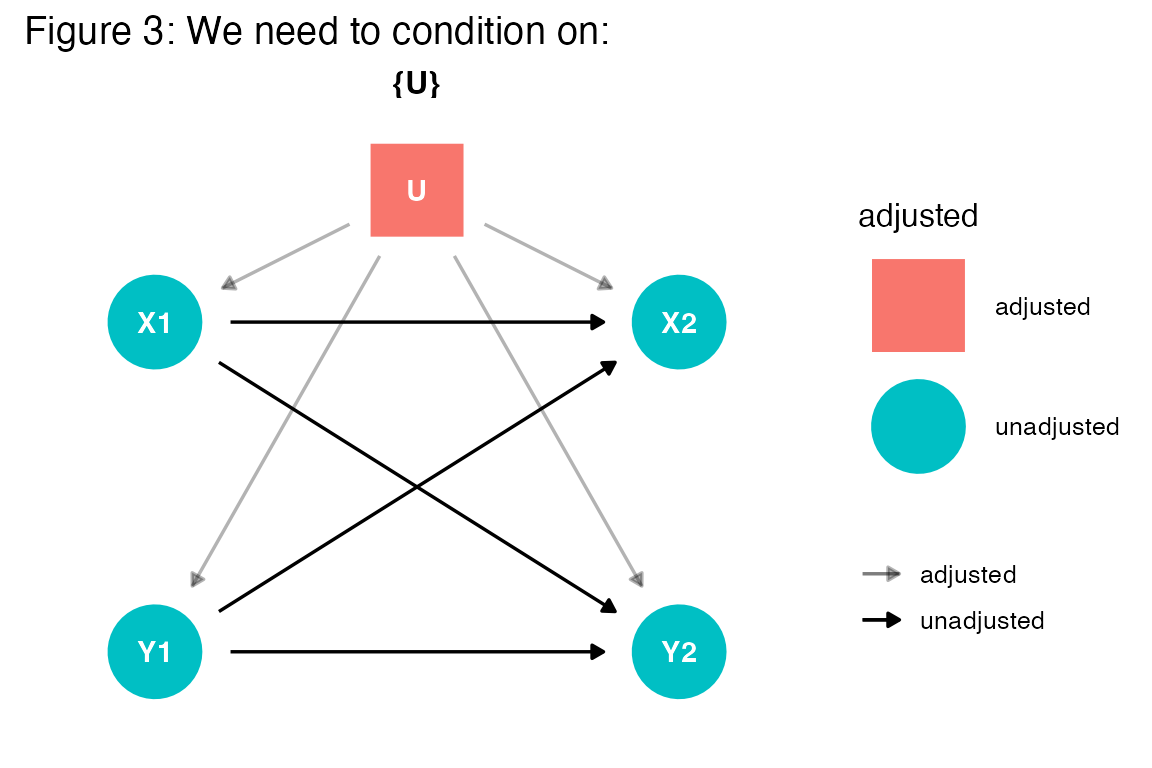 Figure 3: We need to condition on:
{U}
U
X1
X2
Y1
Y2
adjusted
adjusted
unadjusted
adjusted
unadjusted